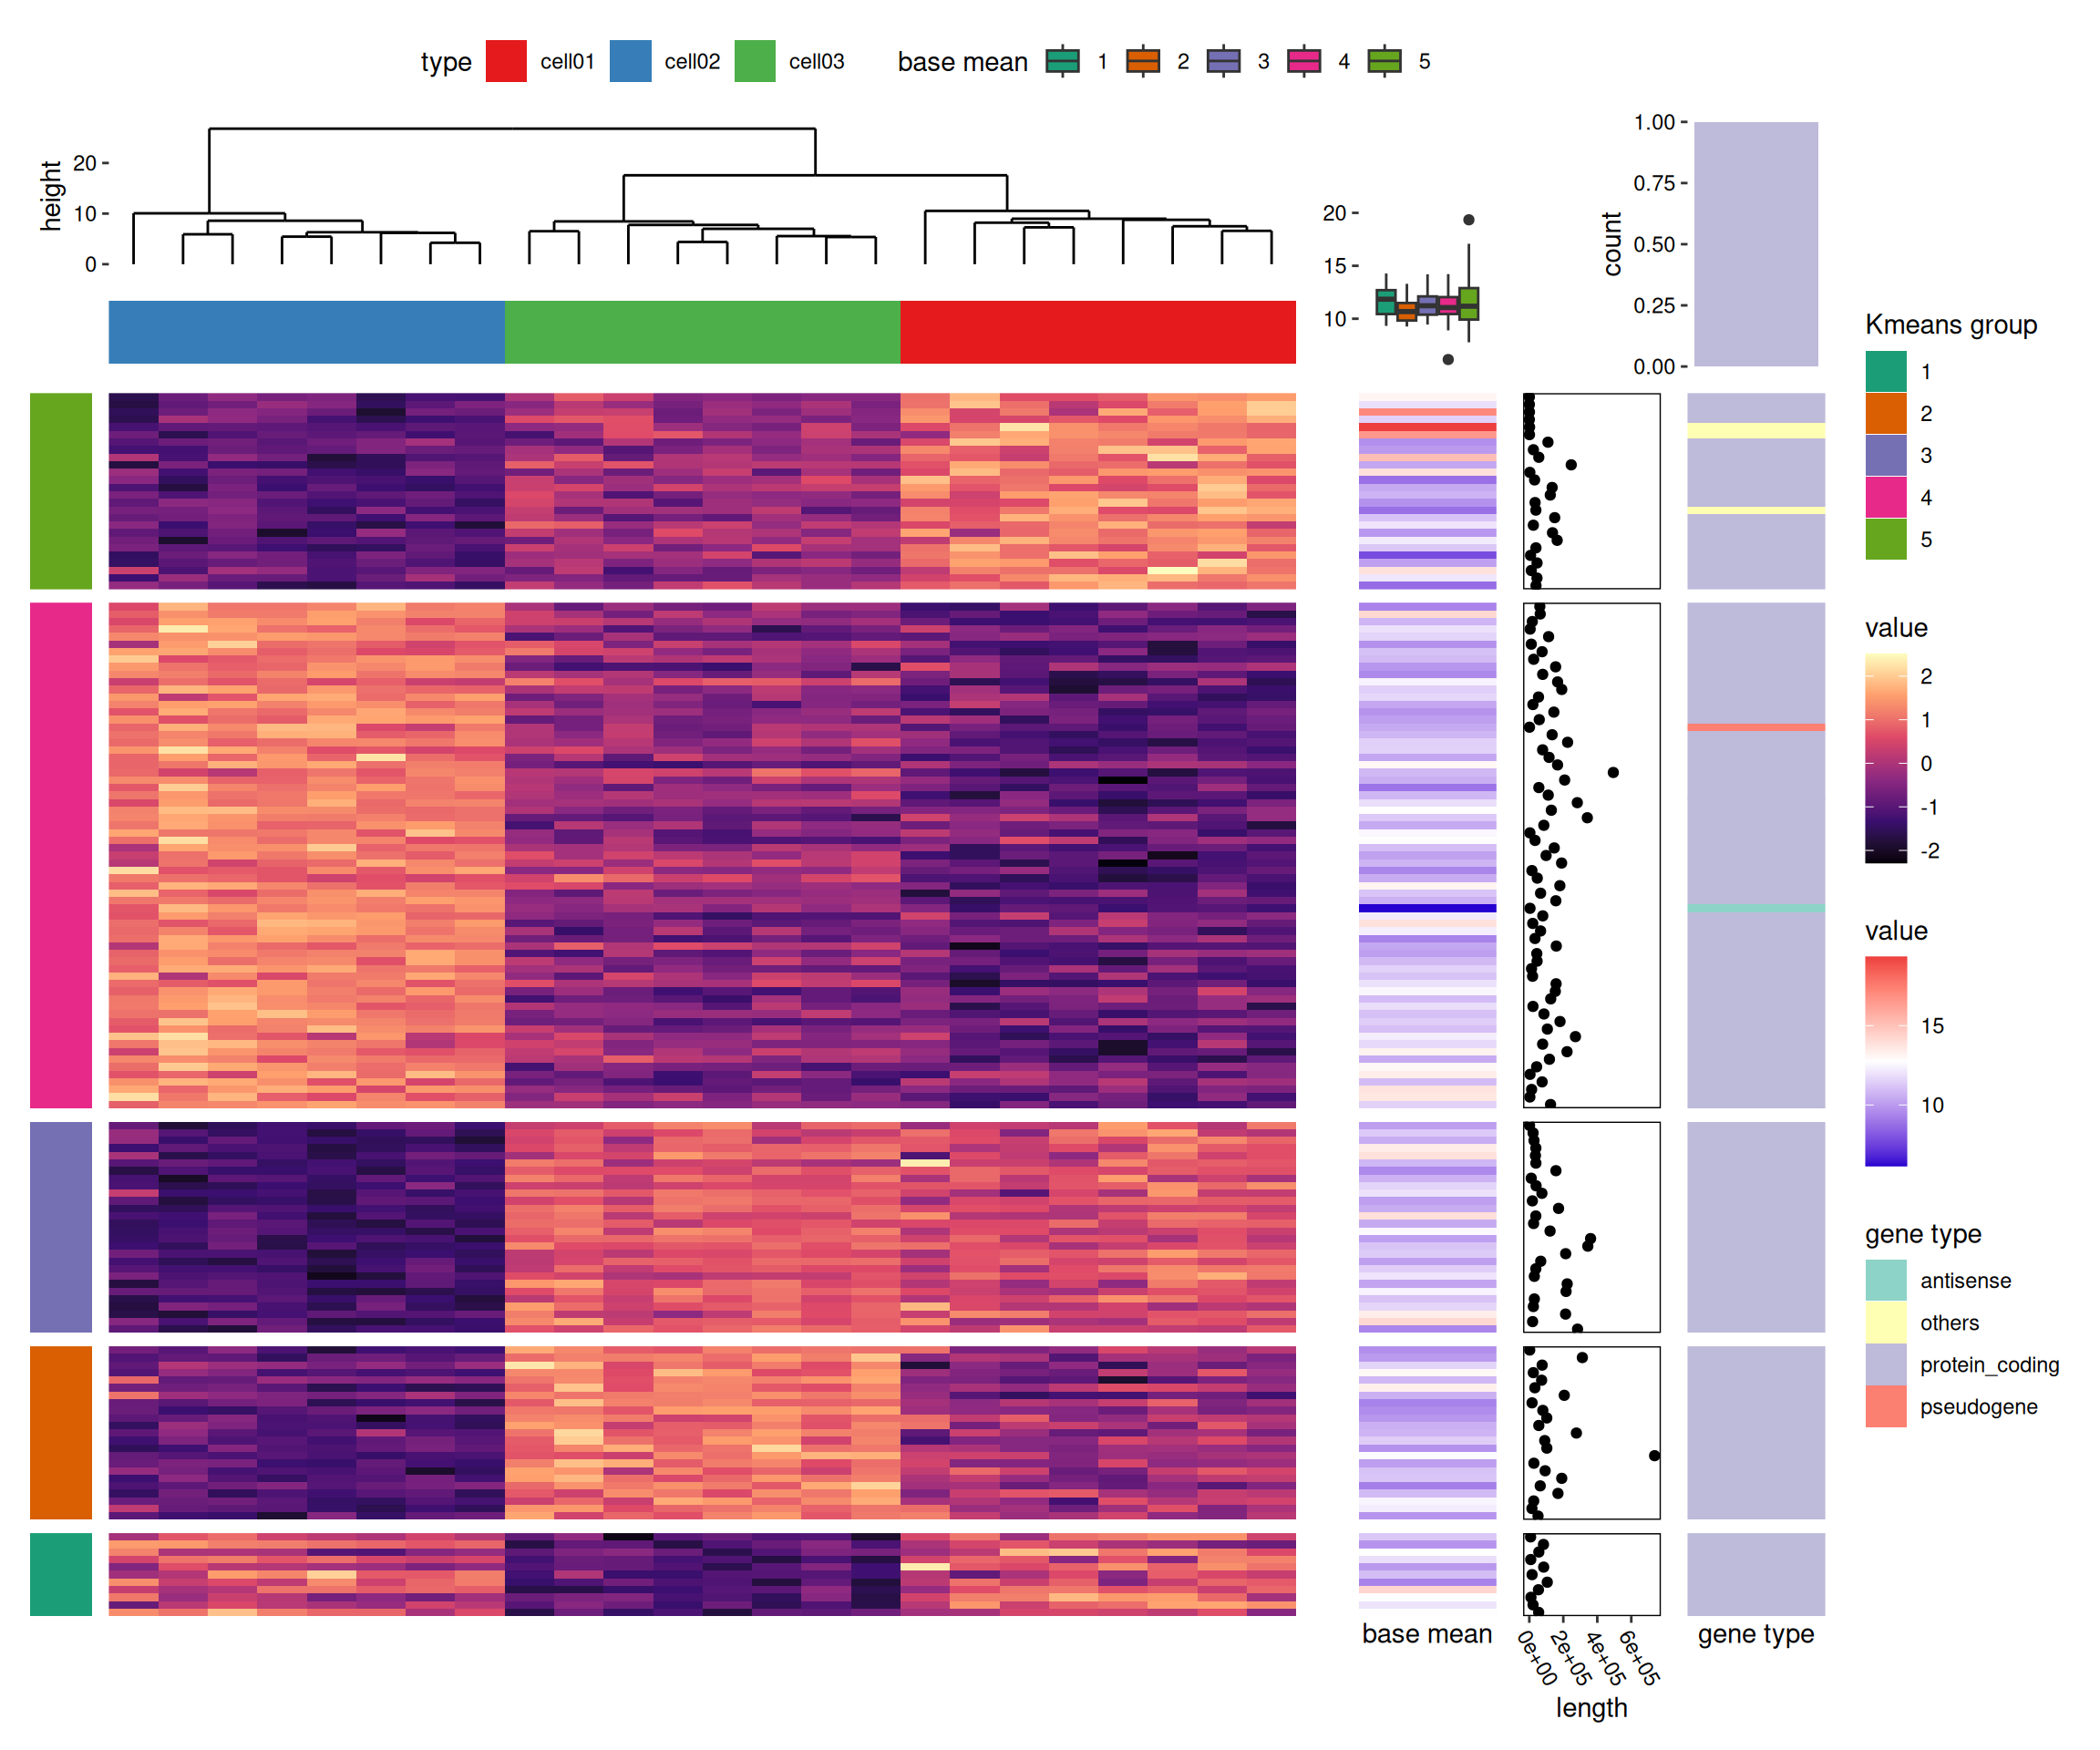 type cell01 cell02 cell03 base mean 1 2 3 4 5
height
20
10
0
20
15
10
count
1.00
0.75
0.50
0.25
0.00
Kmeans group
1
2
3
4
5
value
2
1
0
-1
-2
value
15
10
gene type
antisense
others
protein_coding
pseudogene
base mean
0e+00
2e+05
4e+05
6e+05
length
gene type